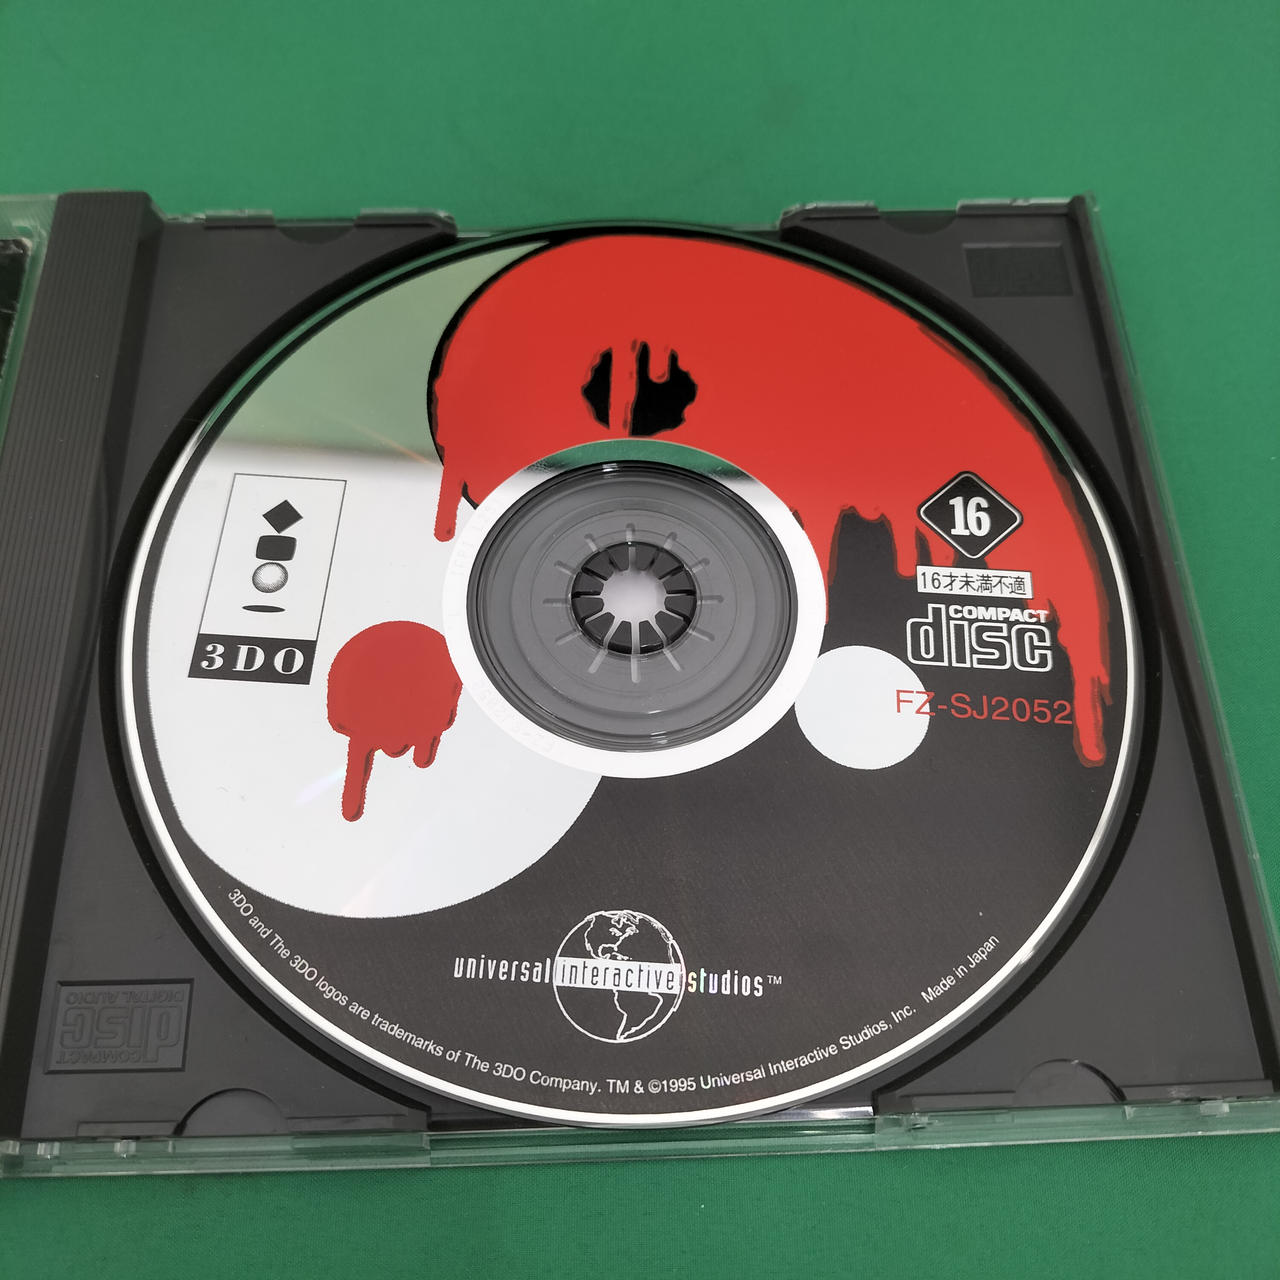 16
16才未満不適
COMPACT
disc
FZ-SJ2052
3DO
universal interactive studios™
3DO and The 3DO logos are trademarks of The 3DO Company. TM & ©1995 Universal Interactive Studios, Inc. Made in Japan
COMPACT
disc
DIGITAL AUDIO